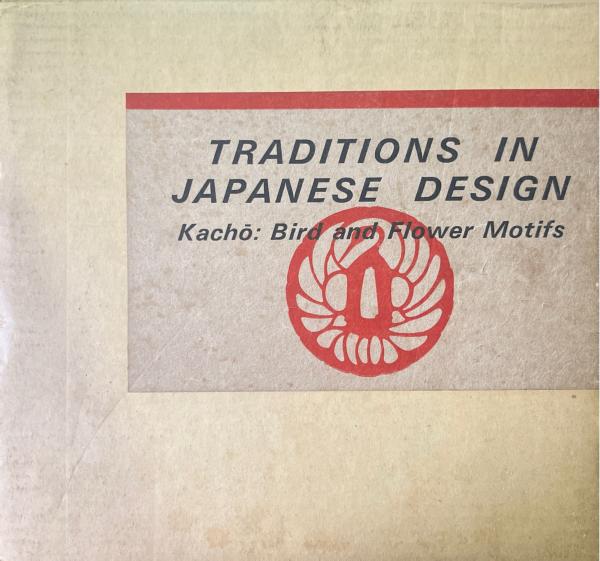 TRADITIONS IN
JAPANESE DESIGN
Kachō: Bird and Flower Motifs